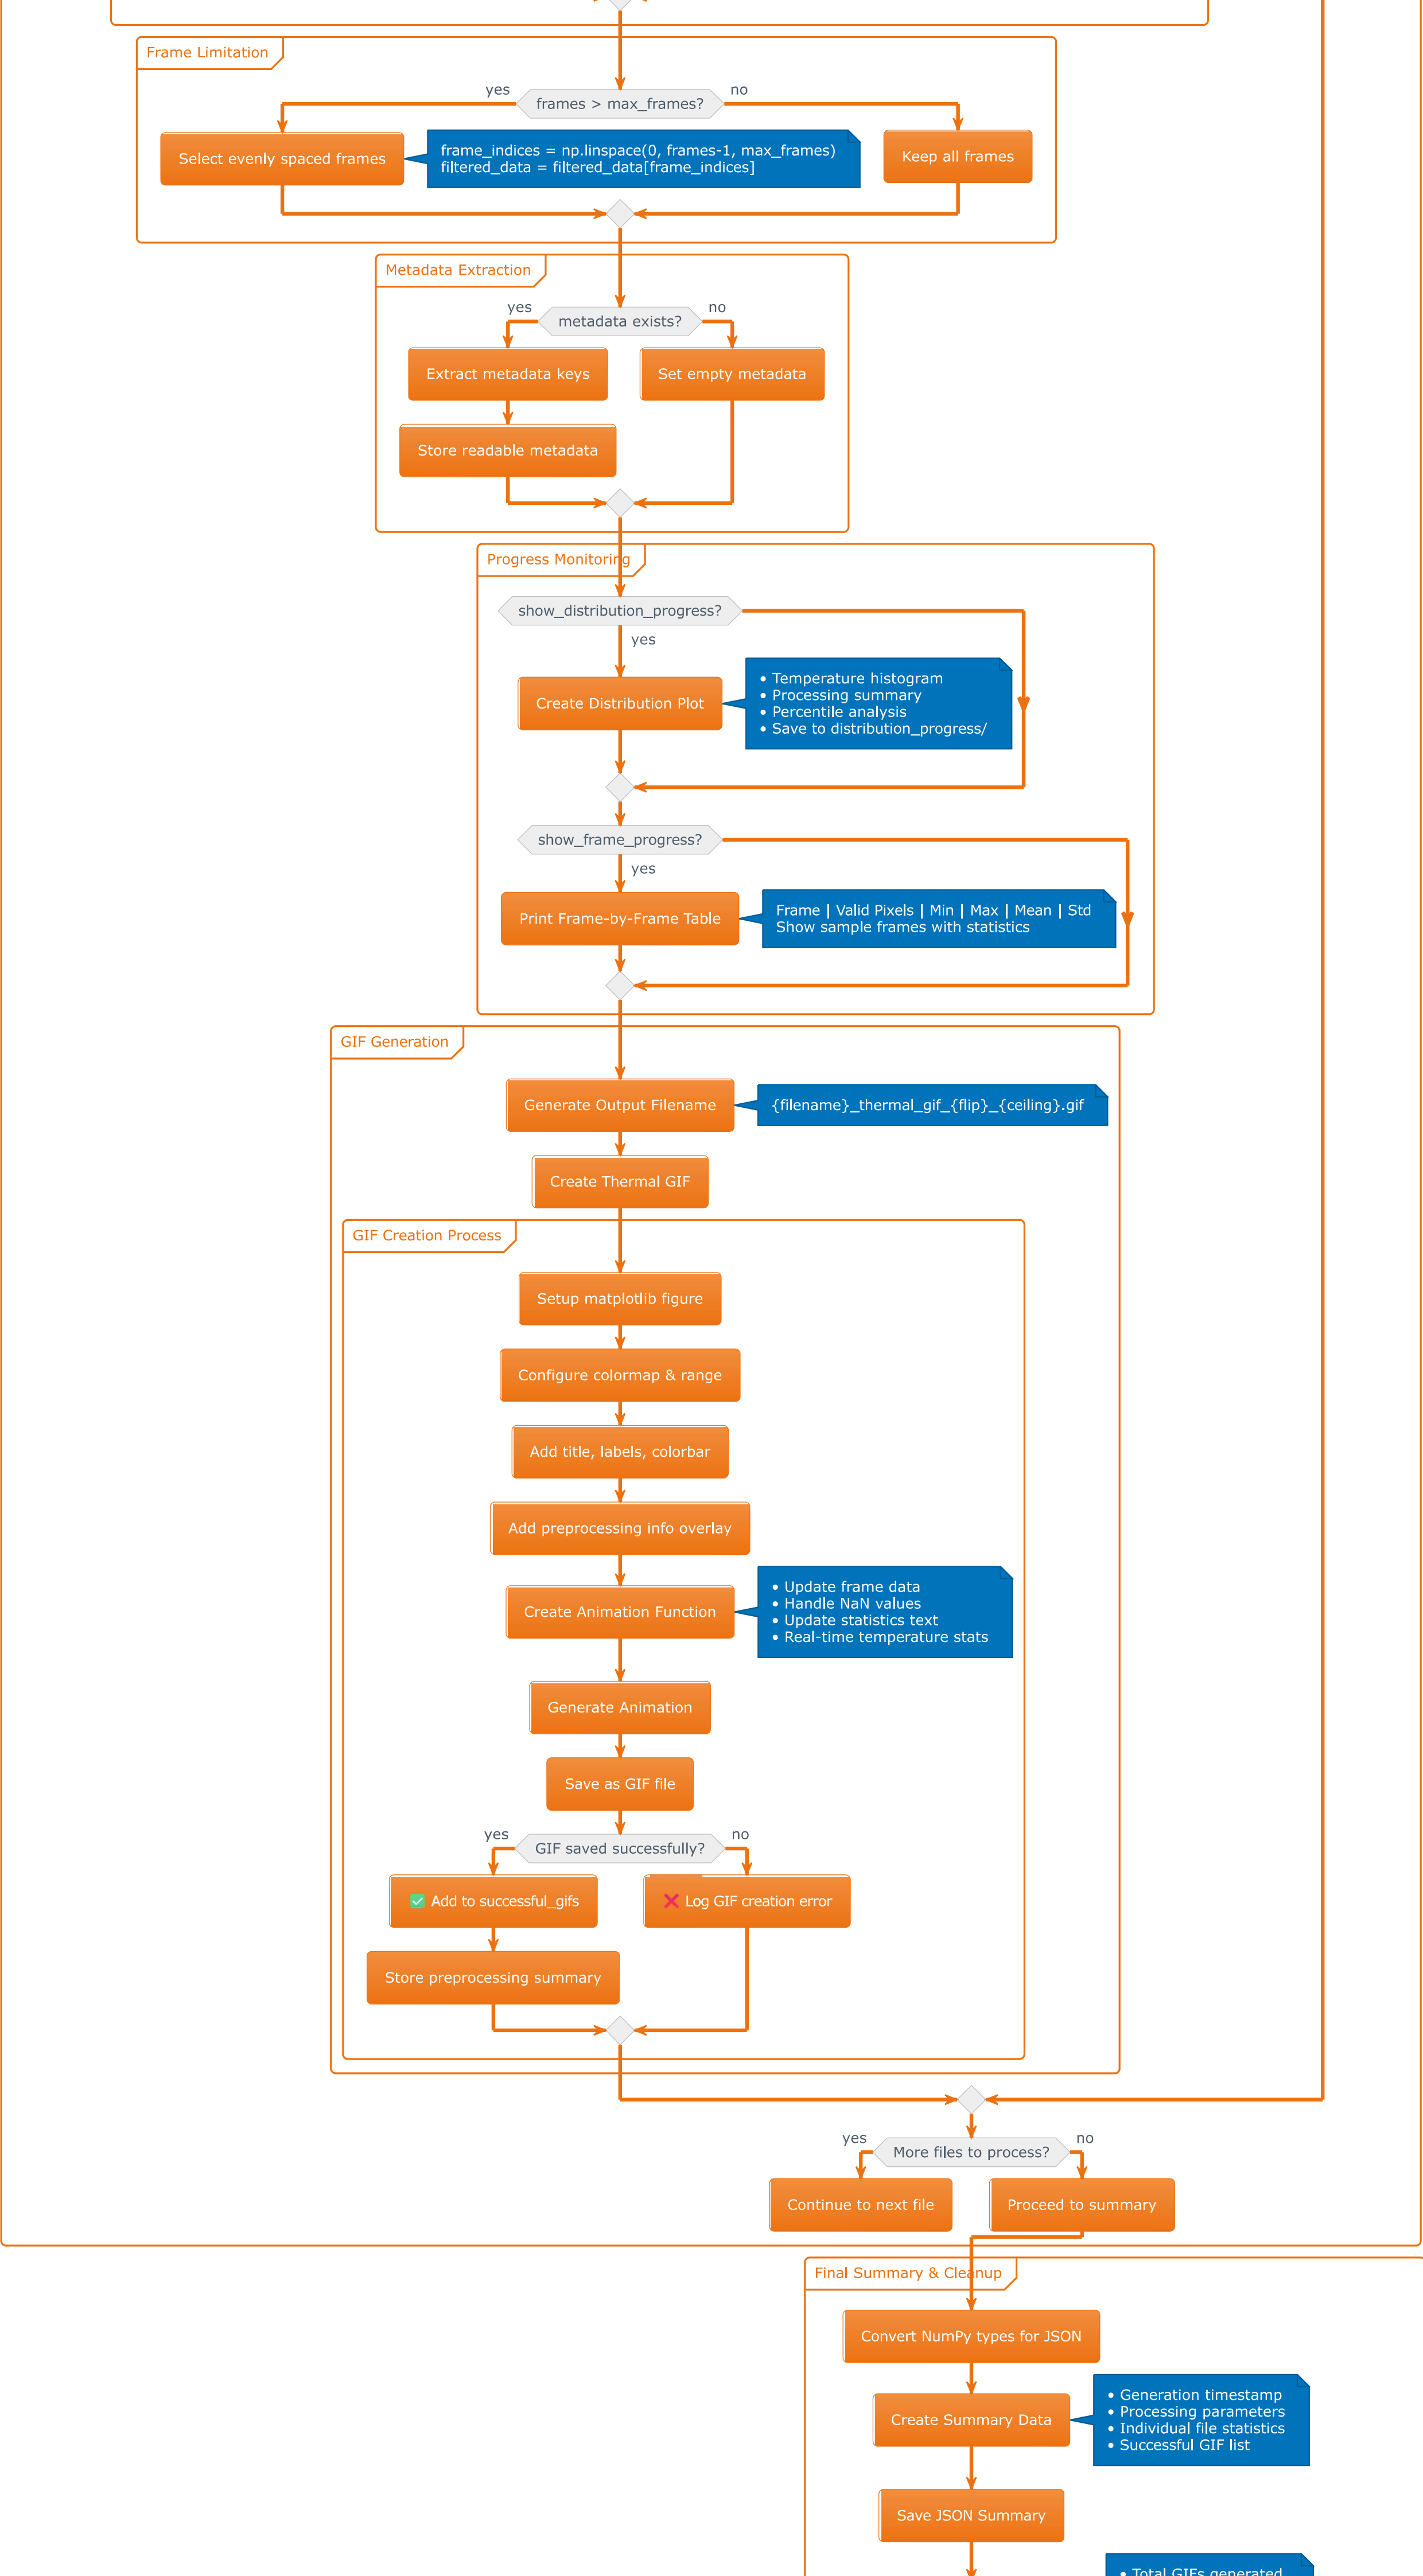 Frame Limitation
yes
frames > max_frames?
no
Select evenly spaced frames
frame_indices = np.linspace(0, frames-1, max_frames)
filtered_data = filtered_data[frame_indices]
Keep all frames
Metadata Extraction
yes
metadata exists?
no
Extract metadata keys
Set empty metadata
Store readable metadata
Progress Monitoring
show_distribution_progress?
yes
Create Distribution Plot
• Temperature histogram
• Processing summary
• Percentile analysis
• Save to distribution_progress/
show_frame_progress?
yes
Print Frame-by-Frame Table
Frame | Valid Pixels | Min | Max | Mean | Std
Show sample frames with statistics
GIF Generation
Generate Output Filename
{filename}_thermal_gif_{flip}_{ceiling}.gif
Create Thermal GIF
GIF Creation Process
Setup matplotlib figure
Configure colormap & range
Add title, labels, colorbar
Add preprocessing info overlay
Create Animation Function
• Update frame data
• Handle NaN values
• Update statistics text
• Real-time temperature stats
Generate Animation
Save as GIF file
yes
GIF saved successfully?
no
✅ Add to successful_gifs
❌ Log GIF creation error
Store preprocessing summary
yes
More files to process?
no
Continue to next file
Proceed to summary
Final Summary & Cleanup
Convert NumPy types for JSON
Create Summary Data
• Generation timestamp
• Processing parameters
• Individual file statistics
• Successful GIF list
Save JSON Summary
• Total GIFs generated